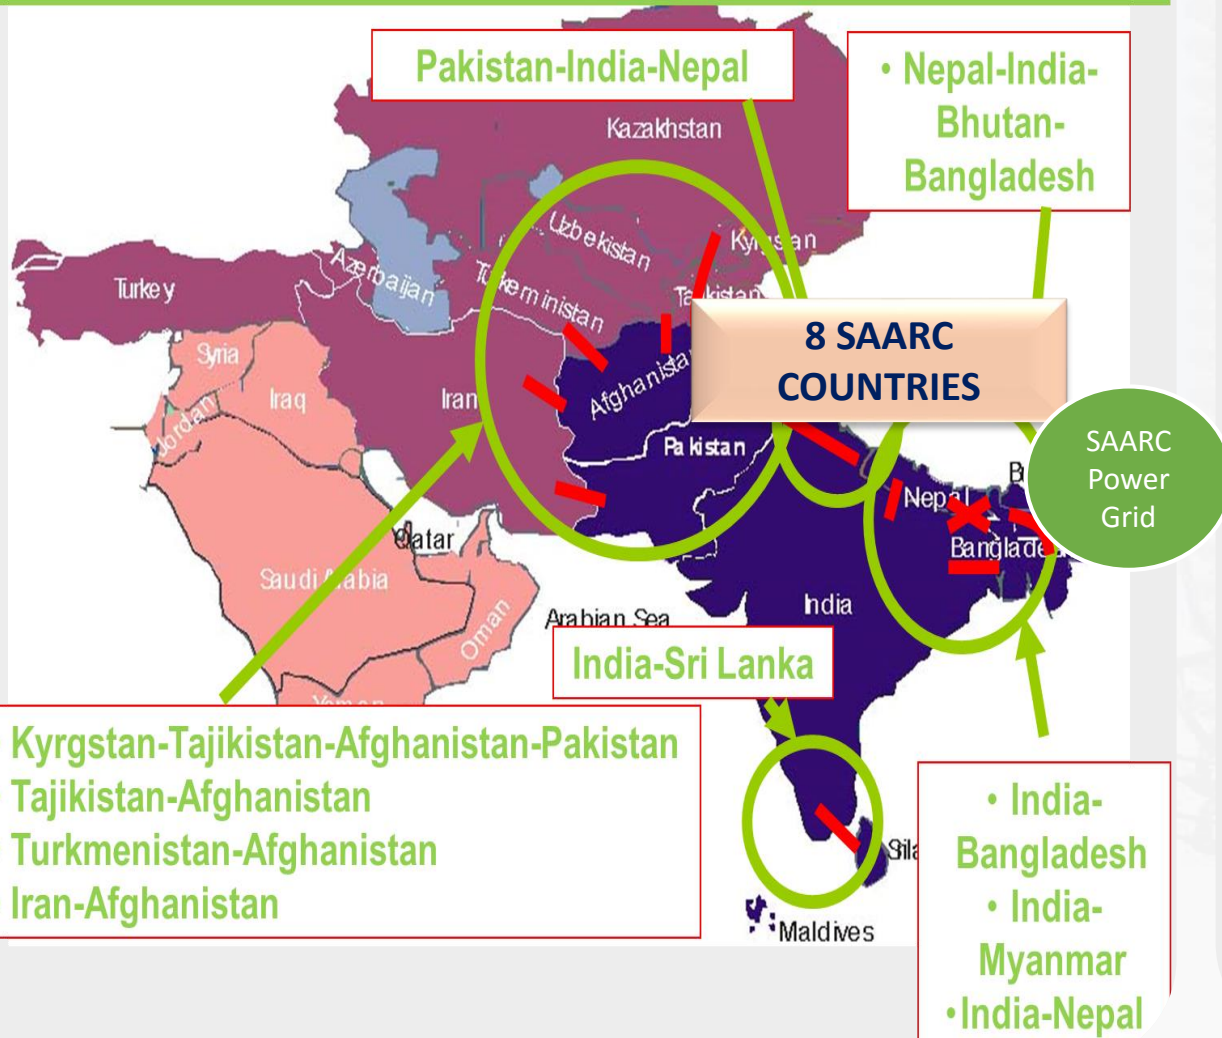 Pakistan-India-Nepal
• Nepal-India-
Bhutan-
Bangladesh
Kazakhstan
Uzbekistan
Kyrgstan
Turkey
Azerbaijan
Turkeministan
8 SAARC
COUNTRIES
Syria
Iraq
Iran
Jordan
Afghanistan
Pakistan
SAARC
Power
Grid
Nepal
Qatar
Saudi Arabia
Oman
India
Arabian Sea
India-Sri Lanka
Kyrgstan-Tajikistan-Afghanistan-Pakistan
Tajikistan-Afghanistan
Turkmenistan-Afghanistan
Iran-Afghanistan
Maldives
• India-
Bangladesh
• India-
Myanmar
•India-Nepal